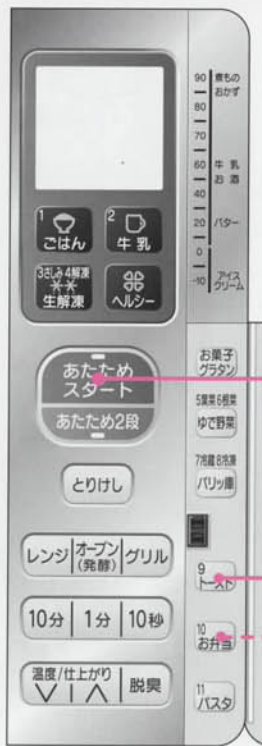 90 煮もの
おかず
80
70
60 牛乳
お酒
40
20 バター
0
-10 アイス
クリーム
1 ごはん
2 牛乳
3さしみ 4解凍
生解凍
ヘルシー
あたため
スタート
あたため2段
とりけし
レンジ オーブン(発酵) グリル
10分 1分 10秒
温度/仕上がり
脱臭
お菓子
グラタン
5葉菜 6根菜
ゆで野菜
7冷蔵 8冷凍
パリッ庫
9
トースト
10
お弁当
11
パスタ